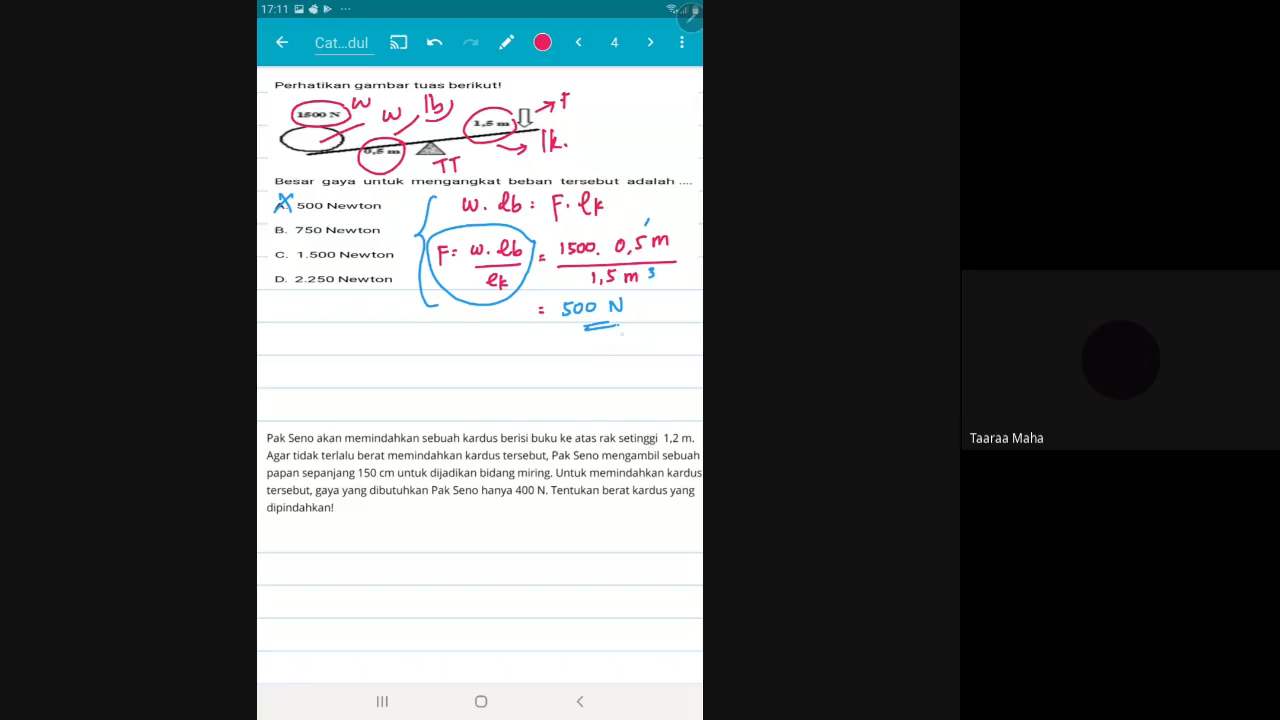 17:11
Cat...dul
4
Perhatikan gambar tuas berikut!
1500 N W W lb 1,5 m F
0,5 m TT lk.
Besar gaya untuk mengangkat beban tersebut adalah ....
A. 500 Newton
B. 750 Newton
C. 1.500 Newton
D. 2.250 Newton
w. lb = F. lk
F = w. lb / lk = 1500. 0,5 m 1 / 1,5 m 3
= 500 N
Pak Seno akan memindahkan sebuah kardus berisi buku ke atas rak setinggi 1,2 m.
Agar tidak terlalu berat memindahkan kardus tersebut, Pak Seno mengambil sebuah
papan sepanjang 150 cm untuk dijadikan bidang miring. Untuk memindahkan kardus
tersebut, gaya yang dibutuhkan Pak Seno hanya 400 N. Tentukan berat kardus yang
dipindahkan!
Taaraa Maha